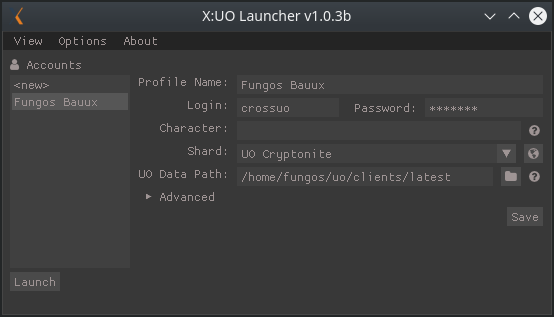 X:UO Launcher v1.0.3b
View Options About
Accounts
<new>
Fungos Bauux
Profile Name: Fungos Bauux
Login: crossuo Password: *******
Character:
Shard: UO Cryptonite
UO Data Path: /home/fungos/uo/clients/latest
Advanced
Save
Launch